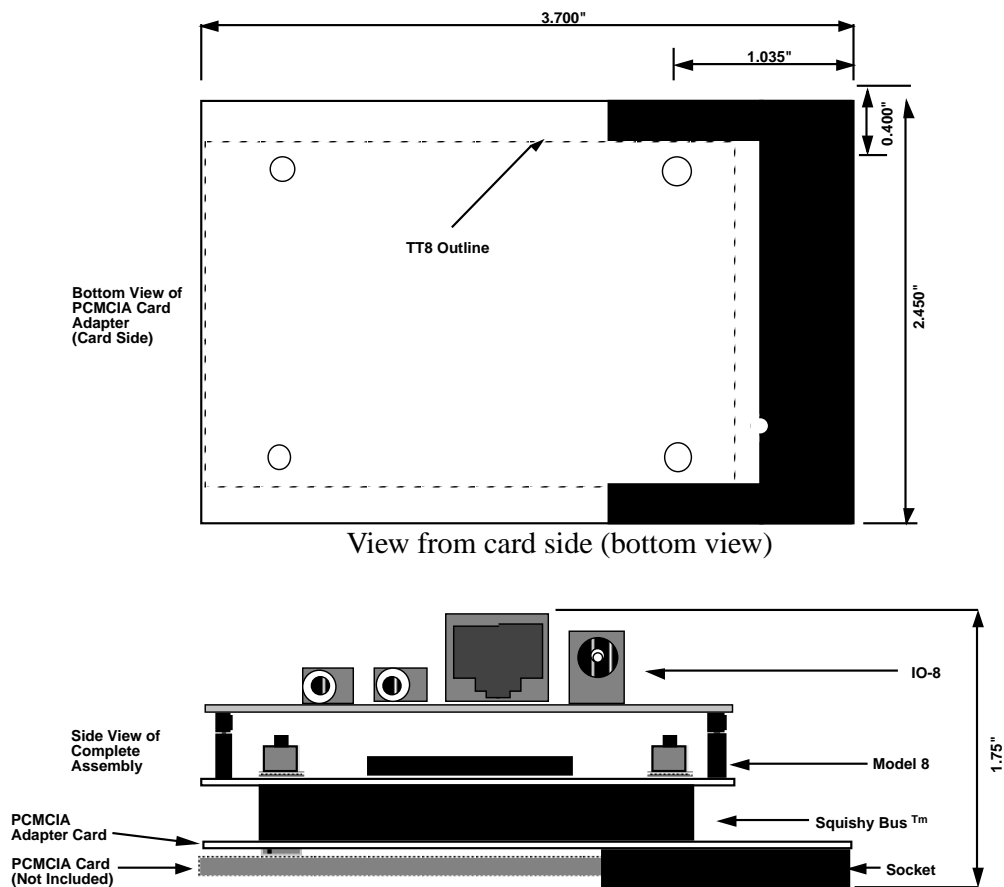 3.700"
1.035"
0.400"
TT8 Outline
Bottom View of
PCMCIA Card
Adapter
(Card Side)
2.450"
View from card side (bottom view)
IO-8
Side View of
Complete
Assembly
Model 8
1.75"
PCMCIA
Adapter Card
Squishy Bus Tm
PCMCIA Card
(Not Included)
Socket